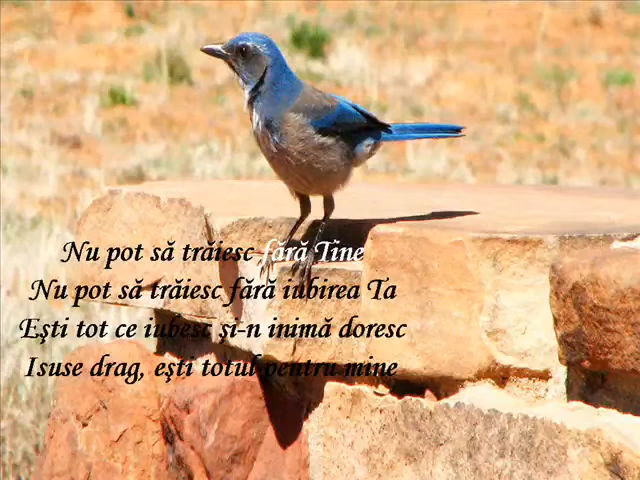 Nu pot să trăiesc fără Tine
Nu pot să trăiesc fără iubirea Ta
Eşti tot ce iubesc şi-n inimă doresc
Isuse drag, eşti totul pentru mine